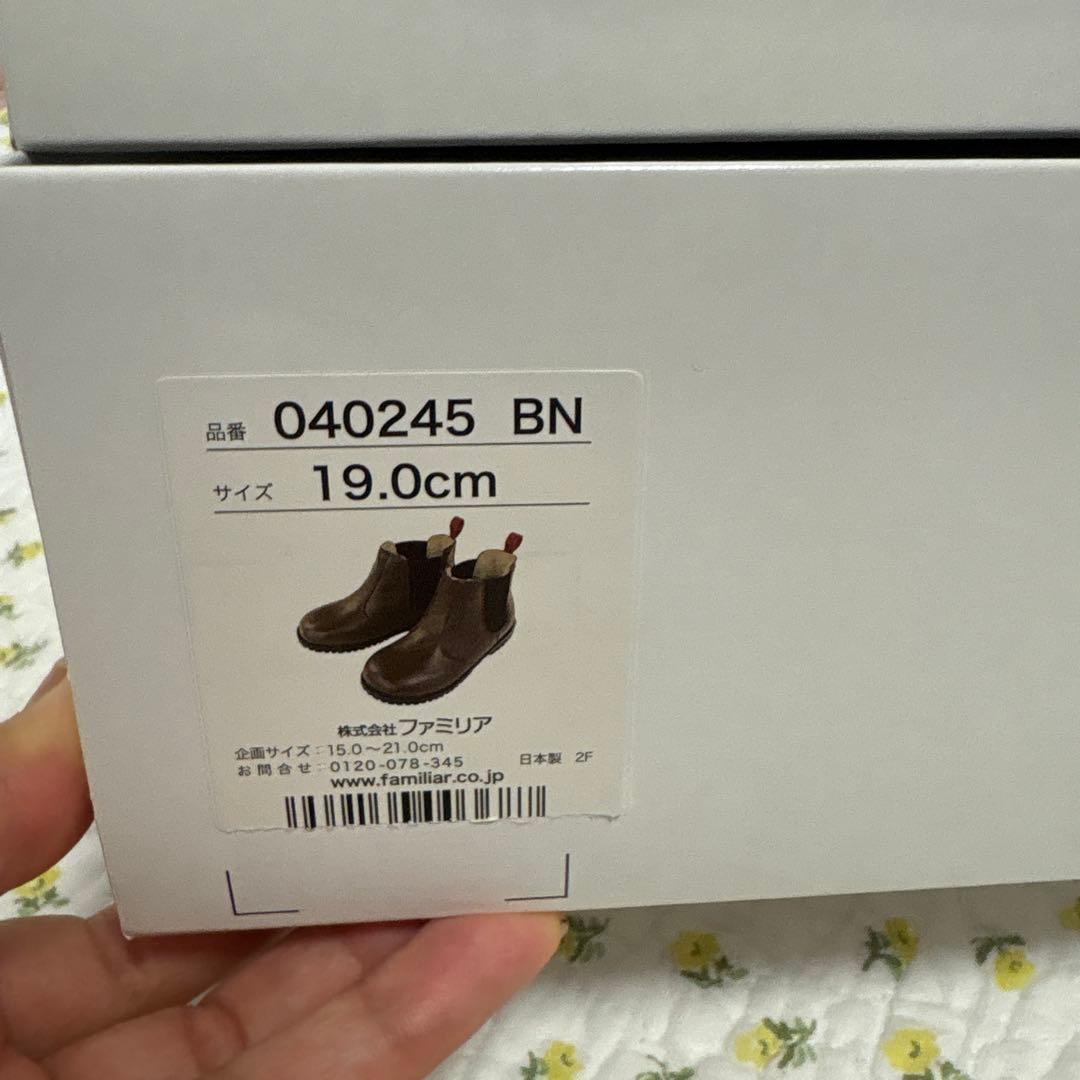 品番 040245 BN
サイズ 19.0cm
株式会社ファミリア
企画サイズ：15.0～21.0cm
お問合せ：0120-078-345 日本製 2F
www.familiar.co.jp